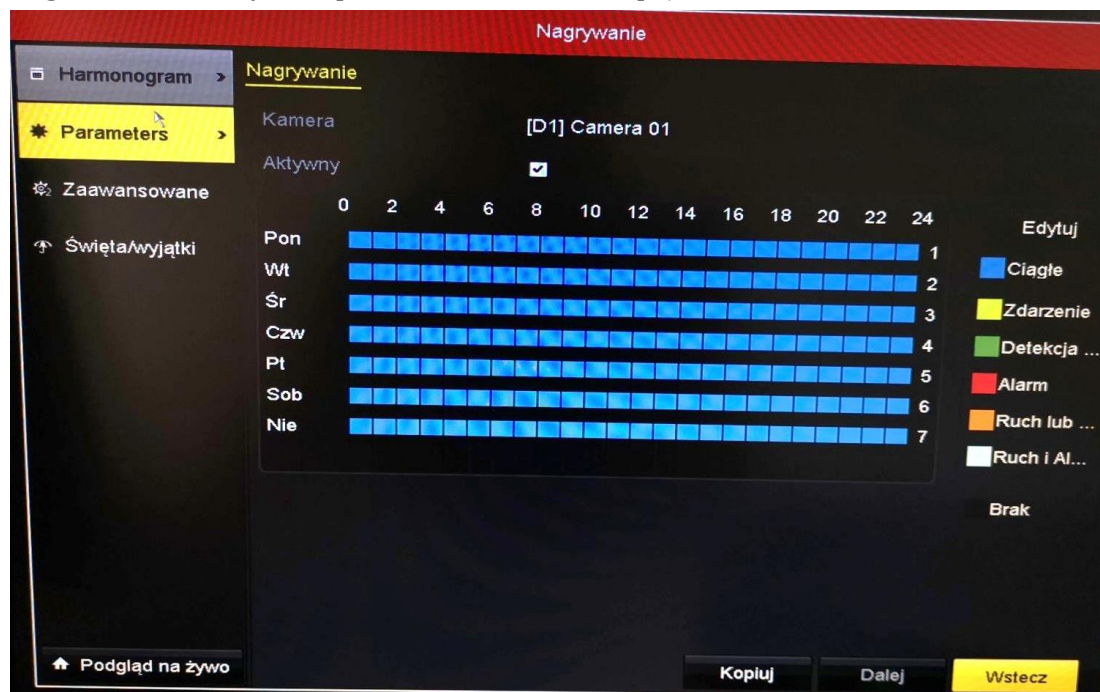 Nagrywanie
Harmonogram >
Nagrywanie
Parameters >
Kamera [D1] Camera 01
Aktywny
Zaawansowane
Święta/wyjątki
0 2 4 6 8 10 12 14 16 18 20 22 24
Edytuj
Pon 1
Wt 2
Śr 3
Czw 4
Pt 5
Sob 6
Nie 7
Ciągłe
Zdarzenie
Detekcja ...
Alarm
Ruch lub ...
Ruch i Al...
Brak
Podgląd na żywo
Kopiuj Dalej Wstecz